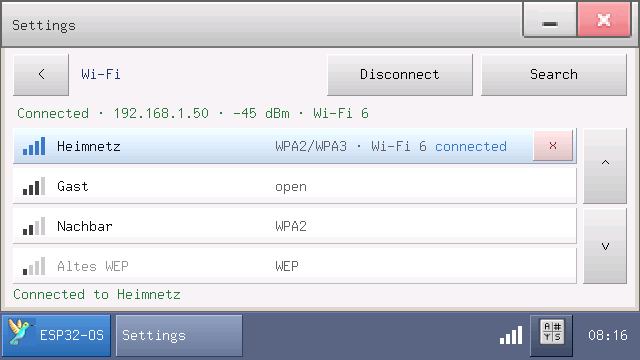 Settings
< Wi-Fi Disconnect Search
Connected · 192.168.1.50 · -45 dBm · Wi-Fi 6
Heimnetz WPA2/WPA3 · Wi-Fi 6 connected x
Gast open
Nachbar WPA2
Altes WEP WEP
Connected to Heimnetz
ESP32-OS Settings A# TS 08:16